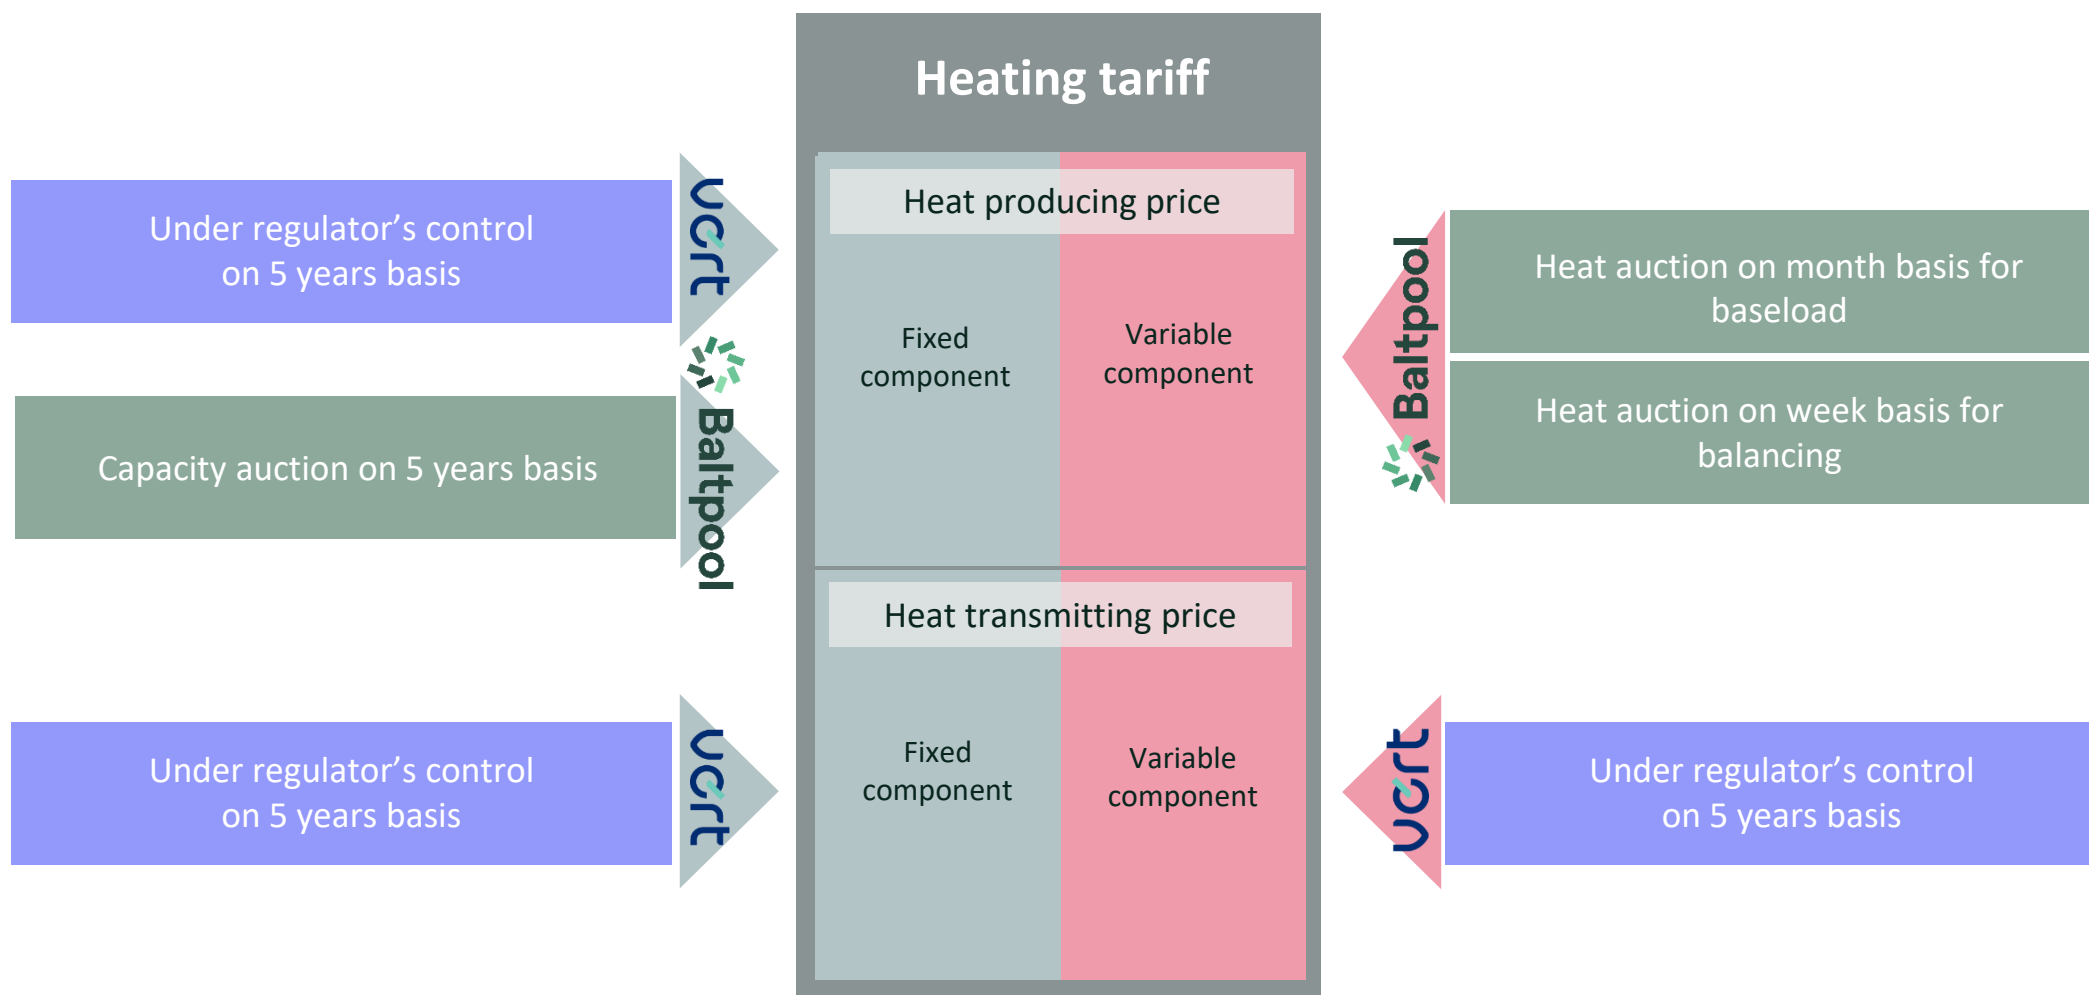 Heating tariff
Under regulator's control
on 5 years basis
vert
Capacity auction on 5 years basis
Baltpool
Heat producing price
Fixed
component
Variable
component
Baltpool
Heat auction on month basis for
baseload
Heat auction on week basis for
balancing
Under regulator's control
on 5 years basis
vert
Heat transmitting price
Fixed
component
Variable
component
vert
Under regulator's control
on 5 years basis